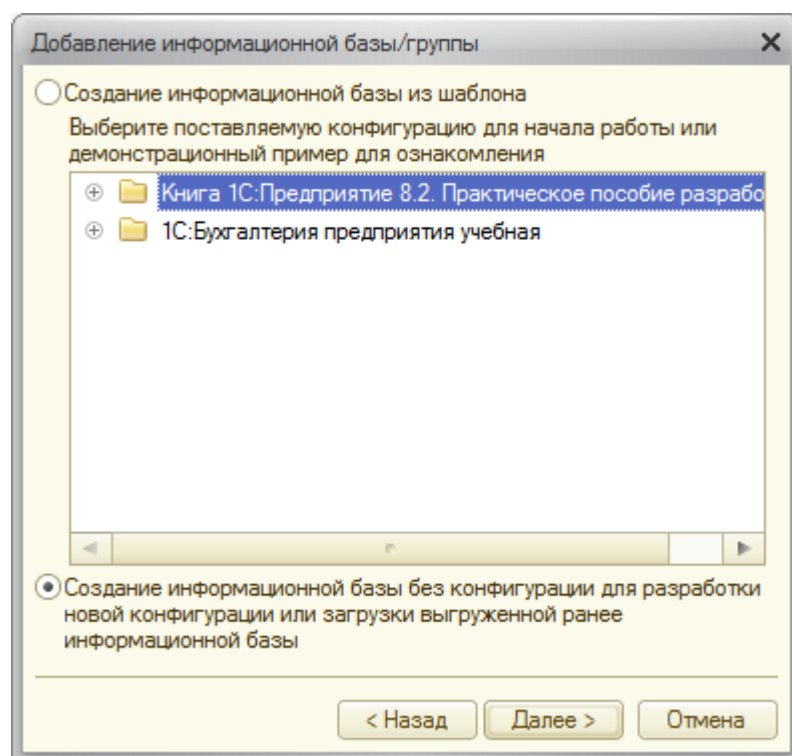 Добавление информационной базы/группы
Создание информационной базы из шаблона
Выберите поставляемую конфигурацию для начала работы или
демонстрационный пример для ознакомления
Книга 1С:Предприятие 8.2. Практическое пособие разрабо
1С:Бухгалтерия предприятия учебная
Создание информационной базы без конфигурации для разработки
новой конфигурации или загрузки выгруженной ранее
информационной базы
< Назад Далее > Отмена